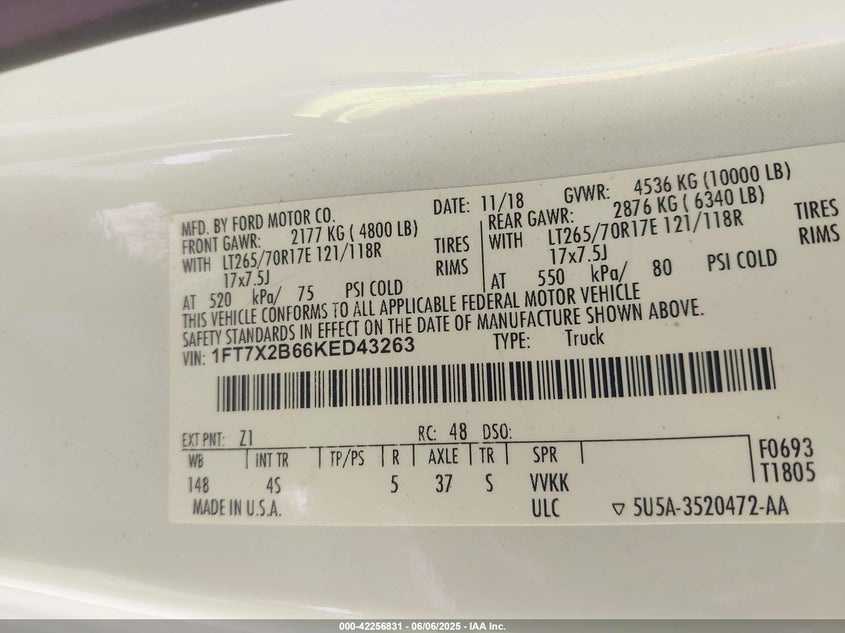 MFD. BY FORD MOTOR CO. DATE: 11/18 GVWR: 4536 KG (10000 LB)
FRONT GAWR: 2177 KG ( 4800 LB) REAR GAWR: 2876 KG ( 6340 LB)
WITH LT265/70R17E 121/118R TIRES WITH LT265/70R17E 121/118R TIRES
17x7.5J RIMS 17x7.5J RIMS
AT 520 kPa/ 75 PSI COLD AT 550 kPa/ 80 PSI COLD
THIS VEHICLE CONFORMS TO ALL APPLICABLE FEDERAL MOTOR VEHICLE
SAFETY STANDARDS IN EFFECT ON THE DATE OF MANUFACTURE SHOWN ABOVE.
VIN: 1FT7X2B66KED43263 TYPE: Truck
EXT PNT: Z1 RC: 48 DSO:
WB INT TR TP/PS R AXLE TR SPR F0693
148 4S 5 37 S VVKK T1805
MADE IN U.S.A. ULC ▽ 5U5A-3520472-AA
000-42256831 / 06/06/2025 - IAA Inc.